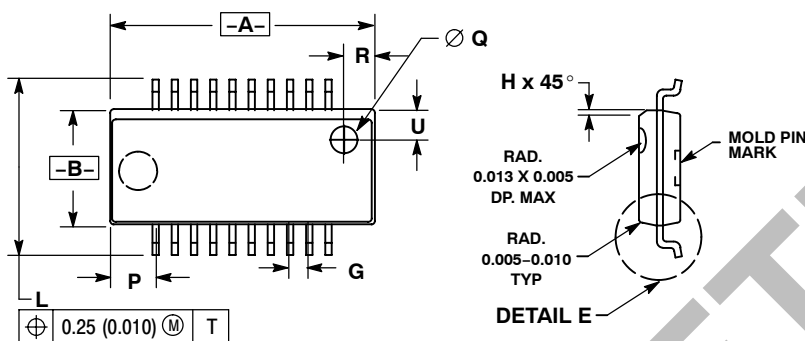 –A–
R
Ø Q
H x 45°
U
–B–
MOLD PIN
MARK
RAD.
0.013 X 0.005
DP. MAX
RAD.
0.005–0.010
TYP
P
G
L
DETAIL E
⌖ 0.25 (0.010) Ⓜ T